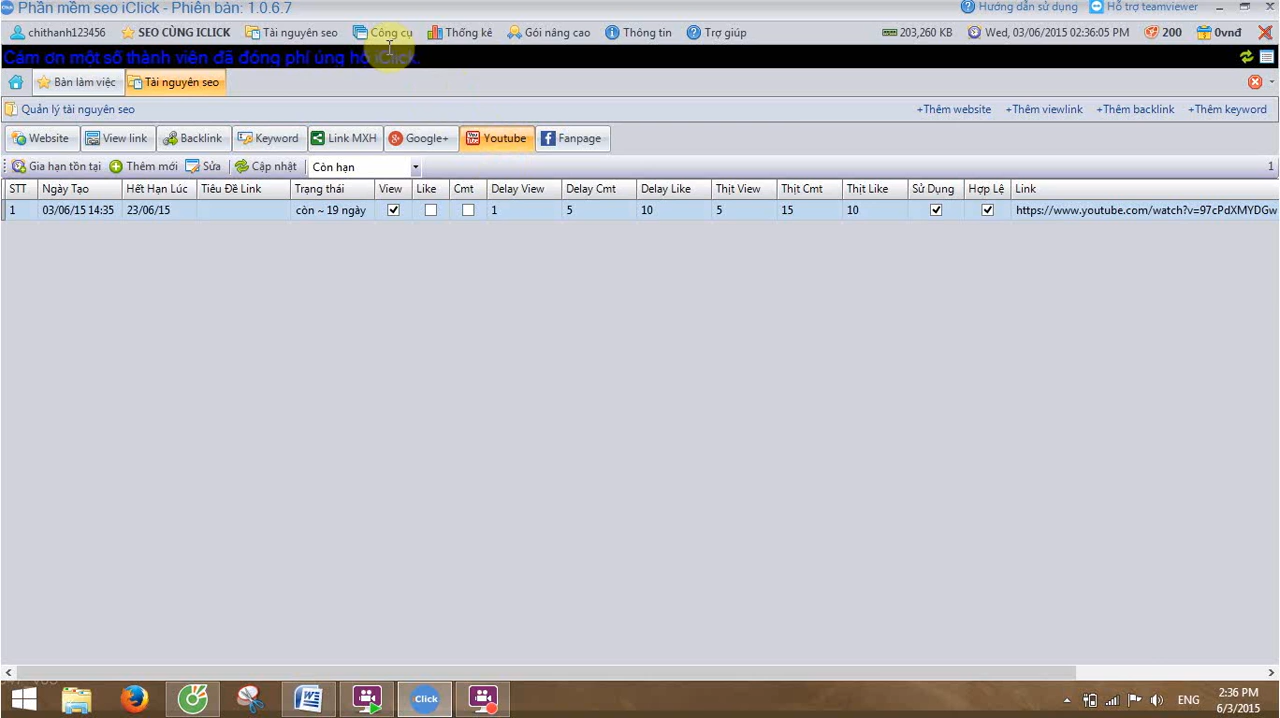 Phần mềm seo iClick - Phiên bản: 1.0.6.7 Hướng dẫn sử dụng Hỗ trợ teamviewer
chithanh123456 SEO CÙNG ICLICK Tài nguyên seo Công cụ Thống kê Gói nâng cao Thông tin Trợ giúp 203,260 KB Wed, 03/06/2015 02:36:05 PM 200 0vnđ
Cám ơn một số thành viên đã đóng phí ủng hộ iClick.
Bàn làm việc Tài nguyên seo
Quản lý tài nguyên seo +Thêm website +Thêm viewlink +Thêm backlink +Thêm keyword
Website View link Backlink Keyword Link MXH Google+ Youtube Fanpage
Gia hạn tồn tại Thêm mới Sửa Cập nhật Còn hạn 1
STT Ngày Tạo Hết Hạn Lúc Tiêu Đề Link Trạng thái View Like Cmt Delay View Delay Cmt Delay Like Thịt View Thịt Cmt Thịt Like Sử Dụng Hợp Lệ Link
1 03/06/15 14:35 23/06/15 còn ~ 19 ngày 1 5 10 5 15 10 https://www.youtube.com/watch?v=97cPdXMYDGw
Click ENG 2:36 PM
6/3/2015